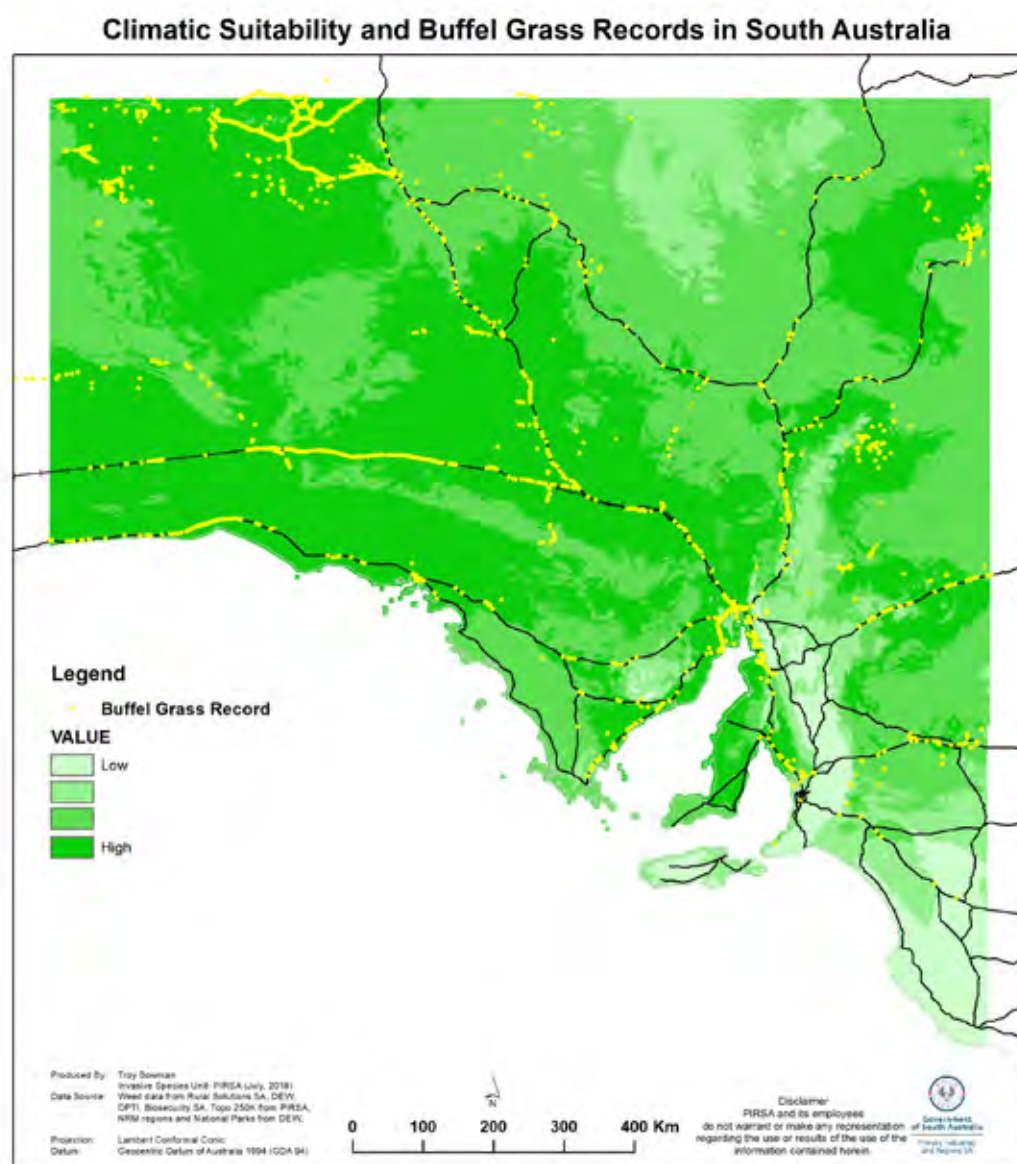 Climatic Suitability and Buffel Grass Records in South Australia
Legend
Buffel Grass Record
VALUE
Low
High
Produced By: Troy Bowman
Invasive Species Unit PIRSA (July, 2018)
Data Source: Weed data from Rural Solutions SA, DEW,
DPTI, Biosecurity SA, Topo 250K from PIRSA,
NRM regions and National Parks from DEW.
Projection: Lambert Conformal Conic
Datum: Geocentric Datum of Australia 1994 (GDA 94)
N
0 100 200 300 400 Km
Disclaimer
PIRSA and its employees
do not warrant or make any representation
regarding the use or results of the use of the
information contained herein.
Government
of South Australia
Primary Industries
and Regions SA